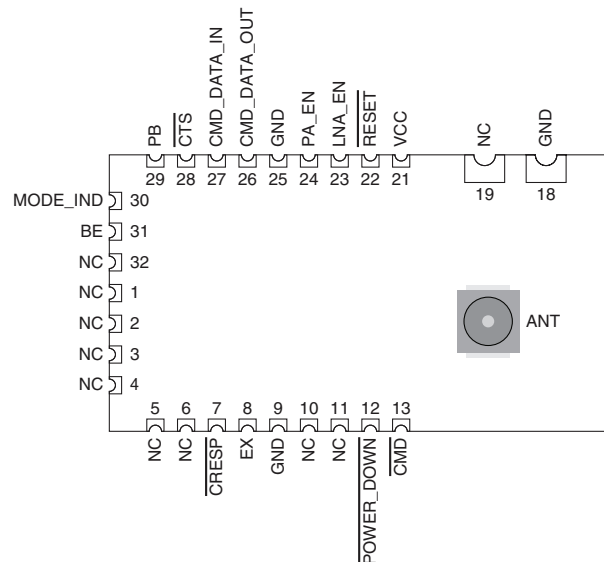 PB
CTS
CMD_DATA_IN
CMD_DATA_OUT
GND
PA_EN
LNA_EN
RESET
VCC
NC
GND
29
28
27
26
25
24
23
22
21
19
18
MODE_IND 30
BE 31
NC 32
NC 1
NC 2
NC 3
NC 4
ANT
5
6
7
8
9
10
11
12
13
NC
NC
CRESP
EX
GND
NC
NC
POWER_DOWN
CMD